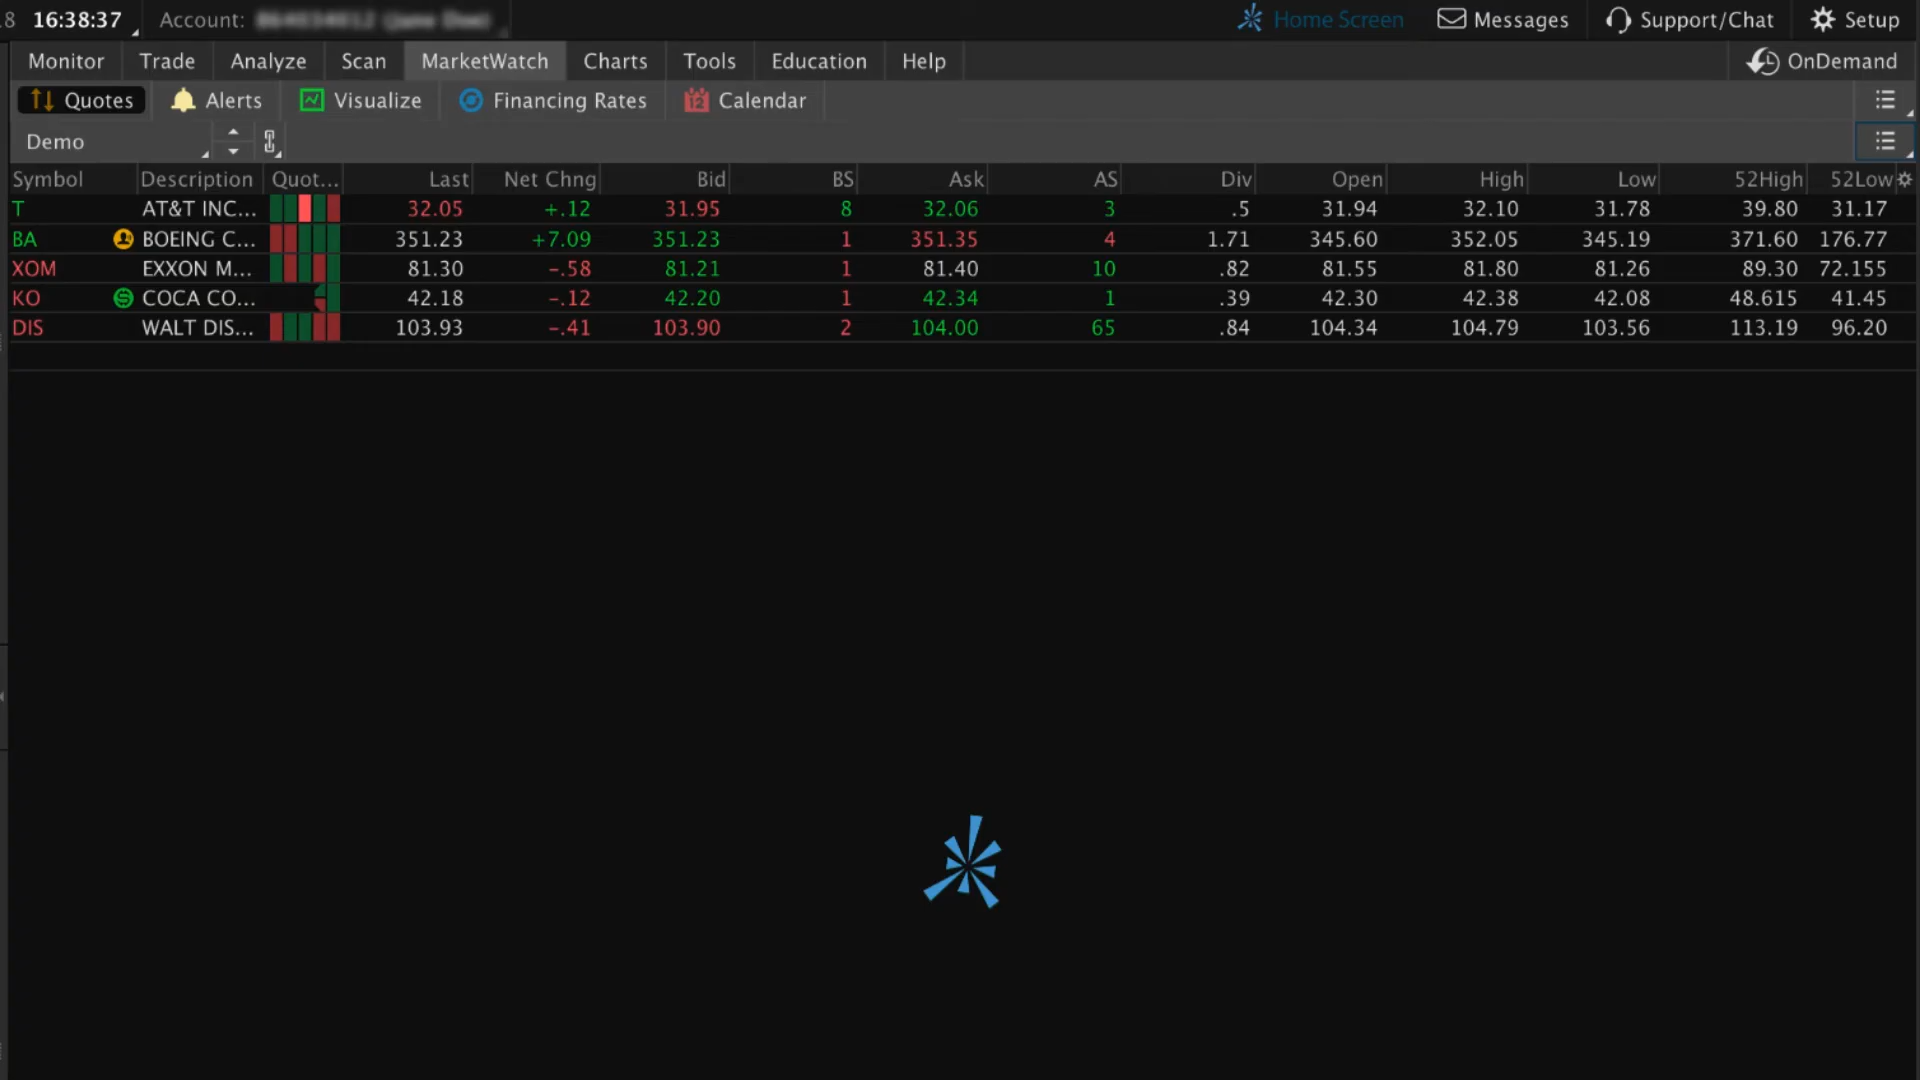 .8 16:38:37 Account: Home Screen Messages Support/Chat Setup
Monitor Trade Analyze Scan MarketWatch Charts Tools Education Help OnDemand
Quotes Alerts Visualize Financing Rates 12 Calendar
Demo
Symbol Description Quot... Last Net Chng Bid BS Ask AS Div Open High Low 52High 52Low
T AT&T INC... 32.05 +.12 31.95 8 32.06 3 .5 31.94 32.10 31.78 39.80 31.17
BA BOEING C... 351.23 +7.09 351.23 1 351.35 4 1.71 345.60 352.05 345.19 371.60 176.77
XOM EXXON M... 81.30 -.58 81.21 1 81.40 10 .82 81.55 81.80 81.26 89.30 72.155
KO COCA CO... 42.18 -.12 42.20 1 42.34 1 .39 42.30 42.38 42.08 48.615 41.45
DIS WALT DIS... 103.93 -.41 103.90 2 104.00 65 .84 104.34 104.79 103.56 113.19 96.20